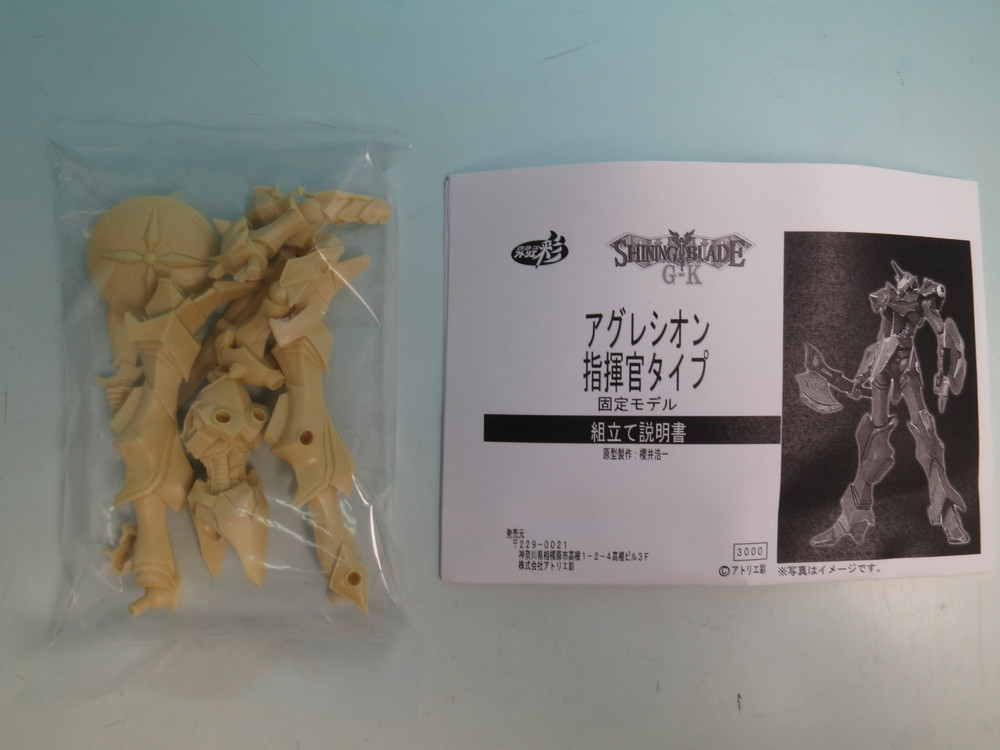 彩
SHINING BLADE
G-K
アグレシオン
指揮官タイプ
固定モデル
組立て説明書
原型製作：櫻井浩一
発売元
〒229-0021
神奈川県相模原市高根1-2-4高橋ビル3F
株式会社アトリエ彩
3000
©アトリエ彩 ※写真はイメージです。